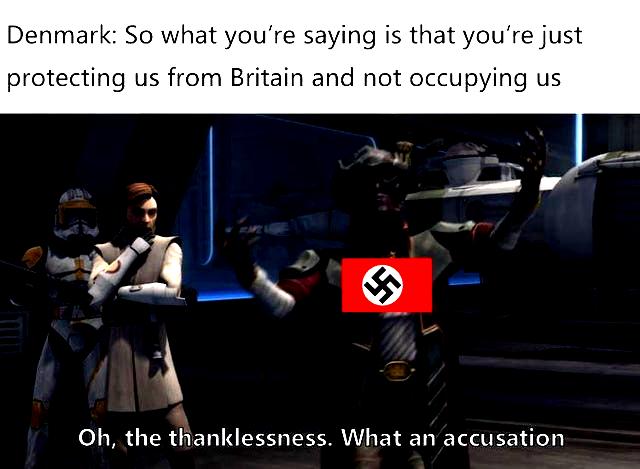 Denmark: So what you’re saying is that you’re just
protecting us from Britain and not occupying us
Oh, the thanklessness. What an accusation